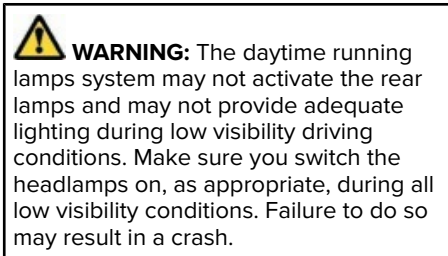 WARNING: The daytime running
lamps system may not activate the rear
lamps and may not provide adequate
lighting during low visibility driving
conditions. Make sure you switch the
headlamps on, as appropriate, during all
low visibility conditions. Failure to do so
may result in a crash.